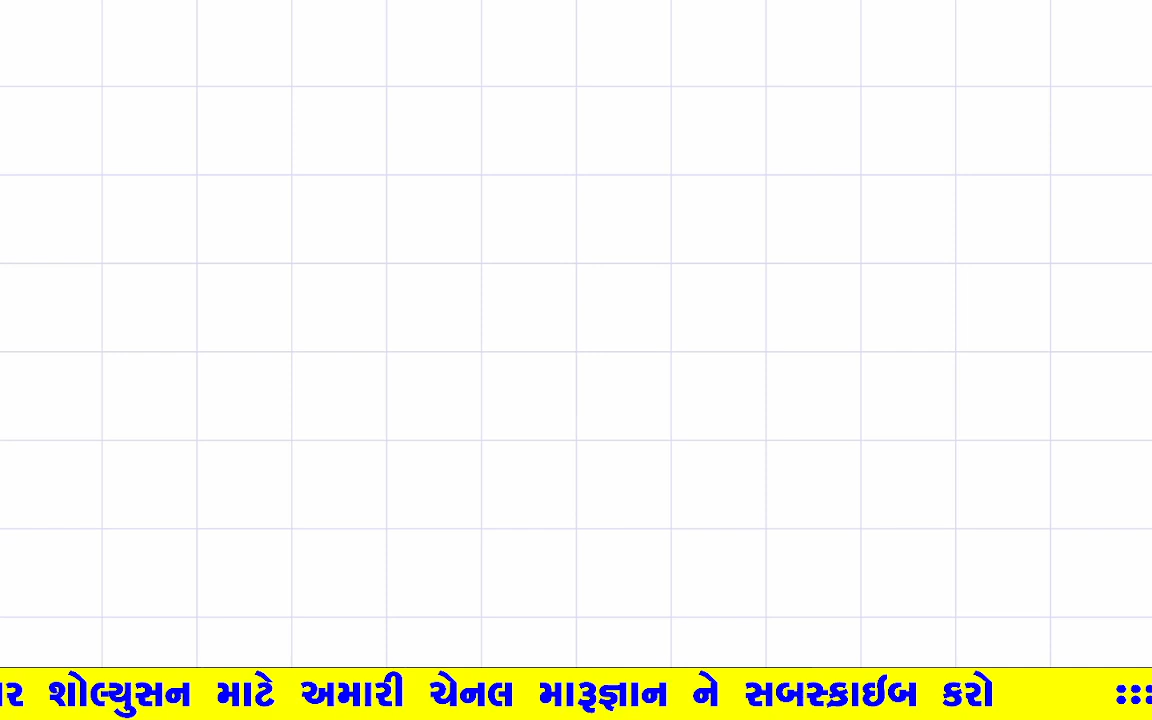 શોલ્યુસન માટે અમારી ચેનલ મારૂજ્ઞાન ને સબસ્ક્રાઈબ કરો :::